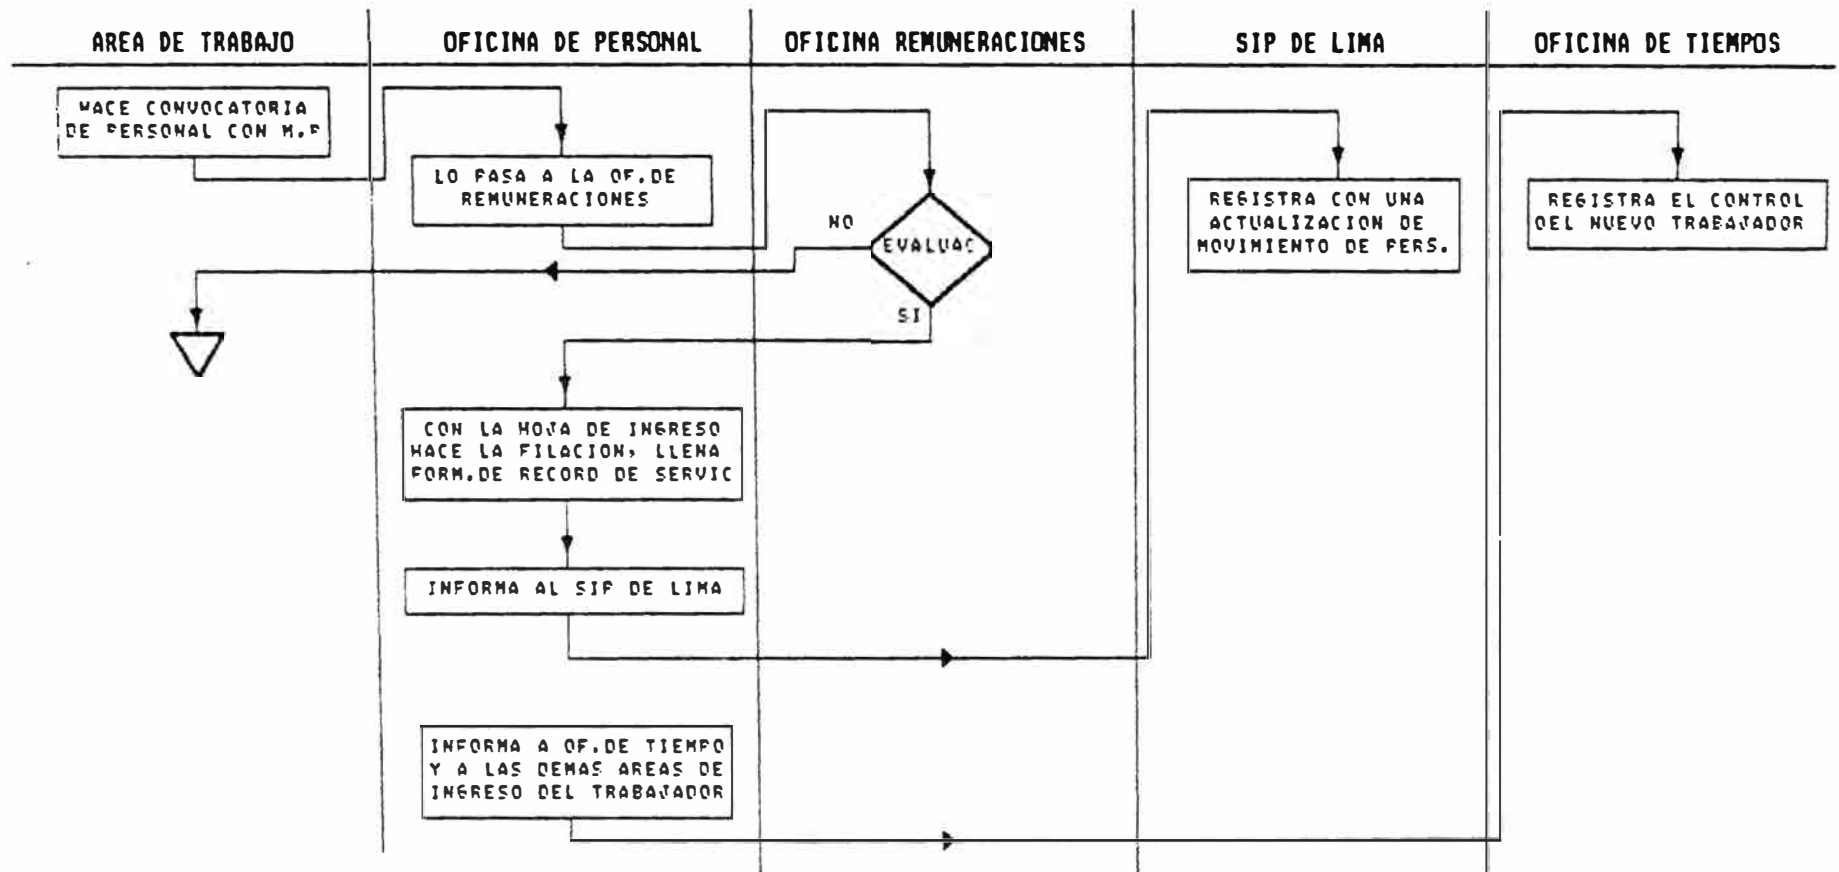 AREA DE TRABAJO
OFICINA DE PERSONAL
OFICINA REMUNERACIONES
SIP DE LIMA
OFICINA DE TIEMPOS
HACE CONVOCATORIA
DE PERSONAL CON M.P
LO PASA A LA OF.DE
REMUNERACIONES
NO
EVALUAC
SI
REGISTRA CON UNA
ACTUALIZACION DE
MOVIMIENTO DE PERS.
REGISTRA EL CONTROL
DEL NUEVO TRABAJADOR
CON LA HOJA DE INGRESO
HACE LA FILACION, LLENA
FORM.DE RECORD DE SERVIC
INFORMA AL SIP DE LIMA
INFORMA A OF.DE TIEMPO
Y A LAS DEMAS AREAS DE
INGRESO DEL TRABAJADOR